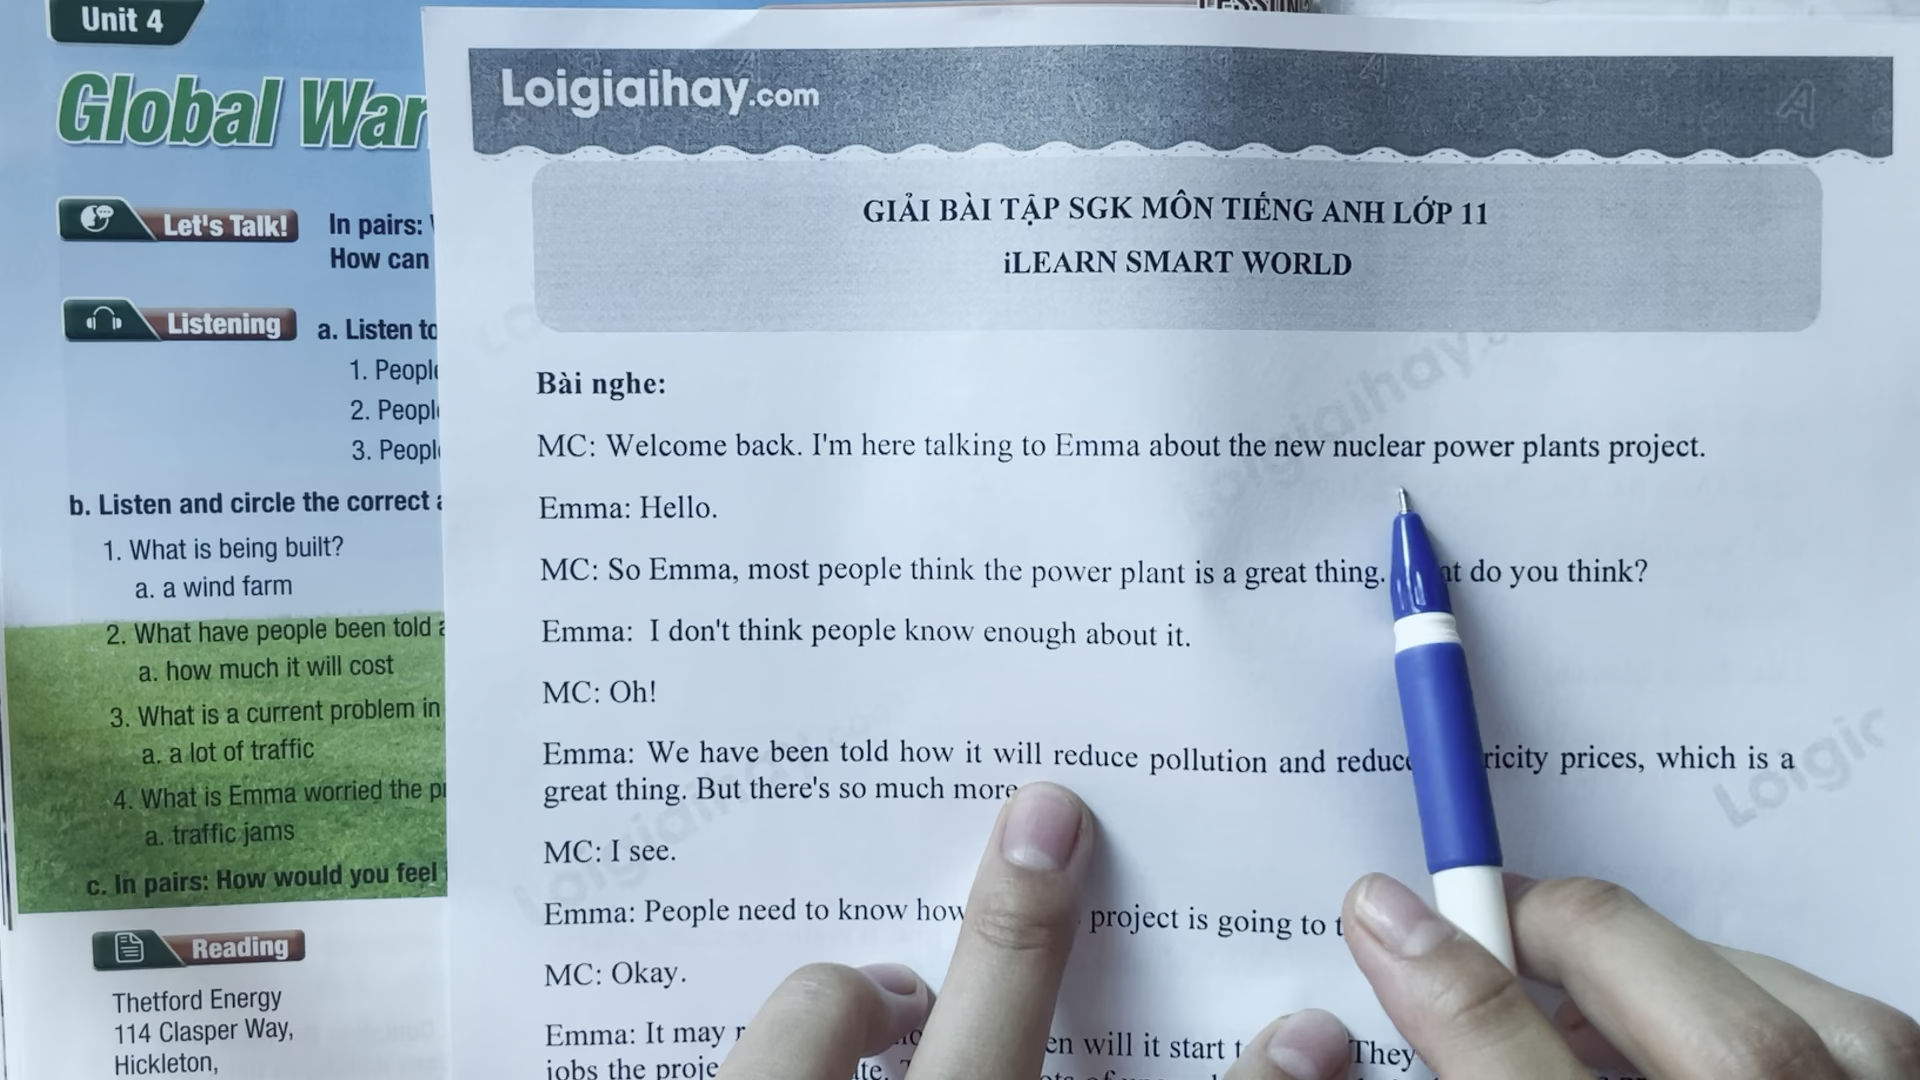 Unit 4
Global War
Let's Talk!
In pairs:
How can
Listening
a. Listen to
1. People
2. People
3. People
b. Listen and circle the correct
1. What is being built?
a. a wind farm
2. What have people been told
a. how much it will cost
3. What is a current problem in
a. a lot of traffic
4. What is Emma worried the
a. traffic jams
c. In pairs: How would you feel
Reading
Thetford Energy
114 Clasper Way,
Hickleton,
Loigiaihay.com
GIẢI BÀI TẬP SGK MÔN TIẾNG ANH LỚP 11
iLEARN SMART WORLD
Bài nghe:
MC: Welcome back. I'm here talking to Emma about the new nuclear power plants project.
Emma: Hello.
MC: So Emma, most people think the power plant is a great thing. do you think?
Emma: I don't think people know enough about it.
MC: Oh!
Emma: We have been told how it will reduce pollution and reduce prices, which is a
great thing. But there's so much more
MC: I see.
Emma: People need to know how project is going to
MC: Okay.
Emma: It may will it start They
jobs the